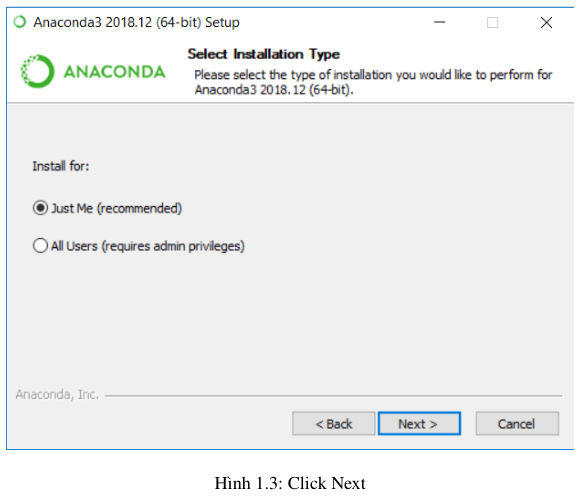 Anaconda3 2018.12 (64-bit) Setup
ANACONDA
Select Installation Type
Please select the type of installation you would like to perform for
Anaconda3 2018.12 (64-bit).
Install for:
Just Me (recommended)
All Users (requires admin privileges)
Anaconda, Inc.
< Back
Next >
Cancel
Hình 1.3: Click Next